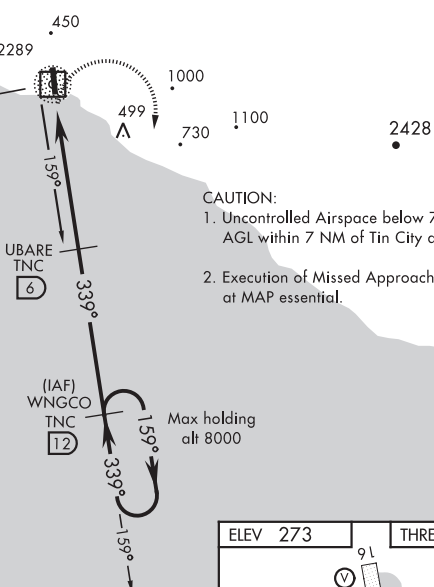 450
2289
1000
499
1100
730
2428
159°
CAUTION:
1. Uncontrolled Airspace below 7
AGL within 7 NM of Tin City
2. Execution of Missed Approach
at MAP essential.
UBARE
TNC
6
339°
(IAF)
WNGCO
TNC
12
159°
Max holding
alt 8000
339°
159°
ELEV 273
THRE
16
V